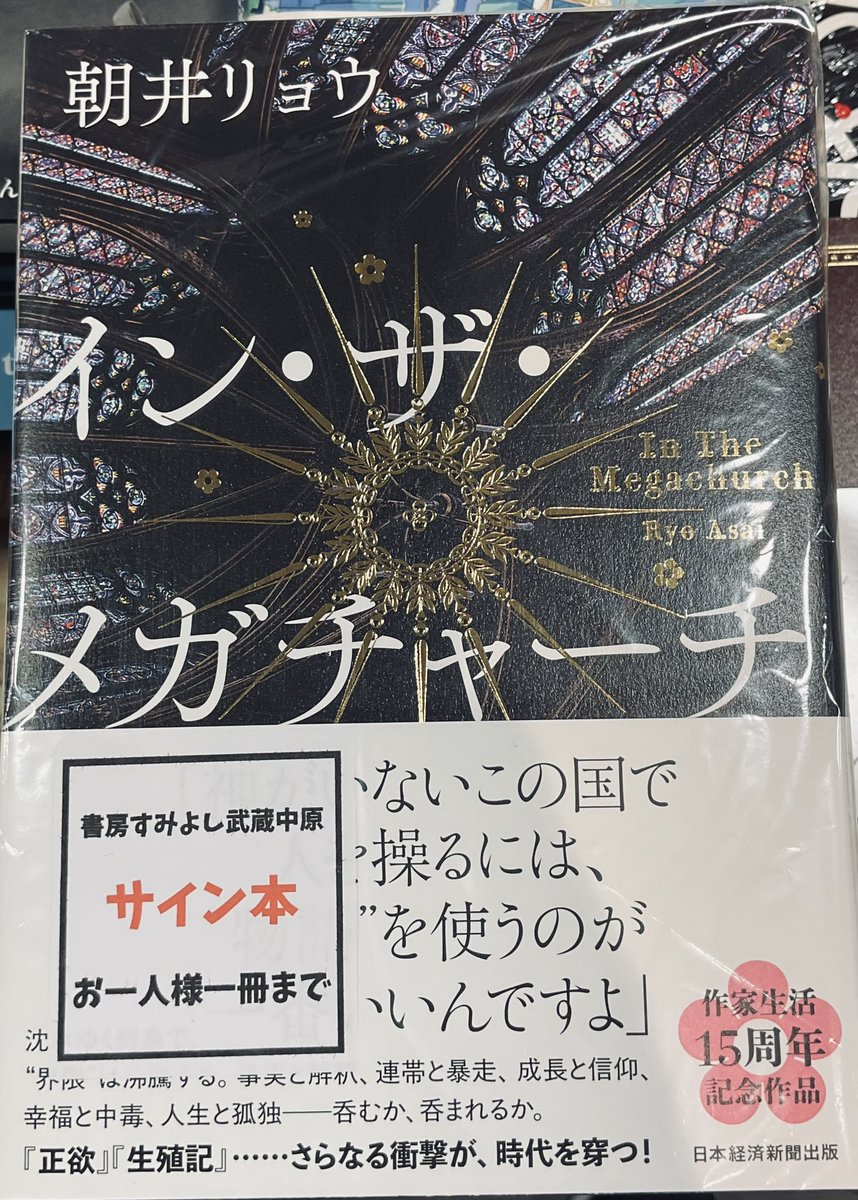 朝井リョウ
イン・ザ・
メガチャーチ
In The
Megachurch
Ryo Asai
書房すみよし武蔵中原
サイン本
お一人様一冊まで
いないこの国で
操るには、
”を使うのが
いいんですよ」
沈
“界隈”は沸騰する。事実と解釈、連帯と暴走、成長と信仰、
幸福と中毒、人生と孤独――呑むか、呑まれるか。
『正欲』『生殖記』……さらなる衝撃が、時代を穿つ!
作家生活
15周年
記念作品
日本経済新聞出版